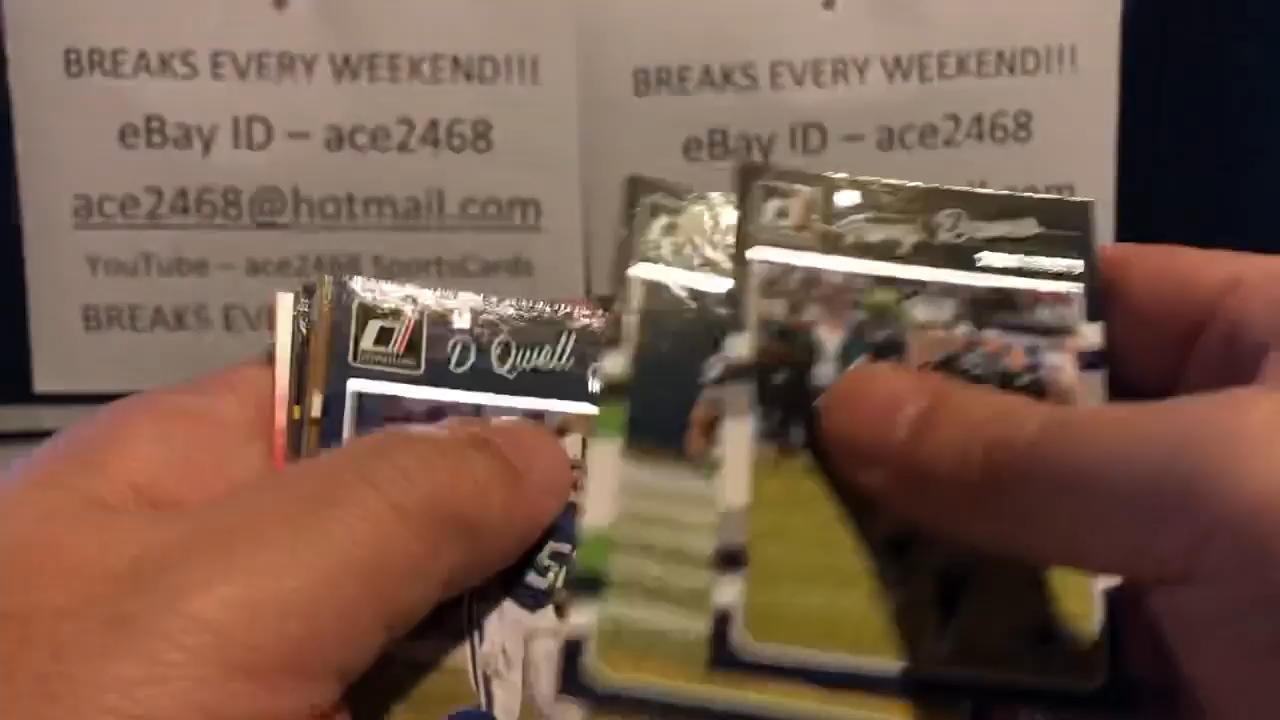 BREAKS EVERY WEEKEND!!!
eBay ID – ace2468
ace2468@hotmail.com
YouTube – ace2468 SportsCards
BREAKS EV
BREAKS EVERY WEEKEND!!!
eBay ID – ace2468
D Qwell